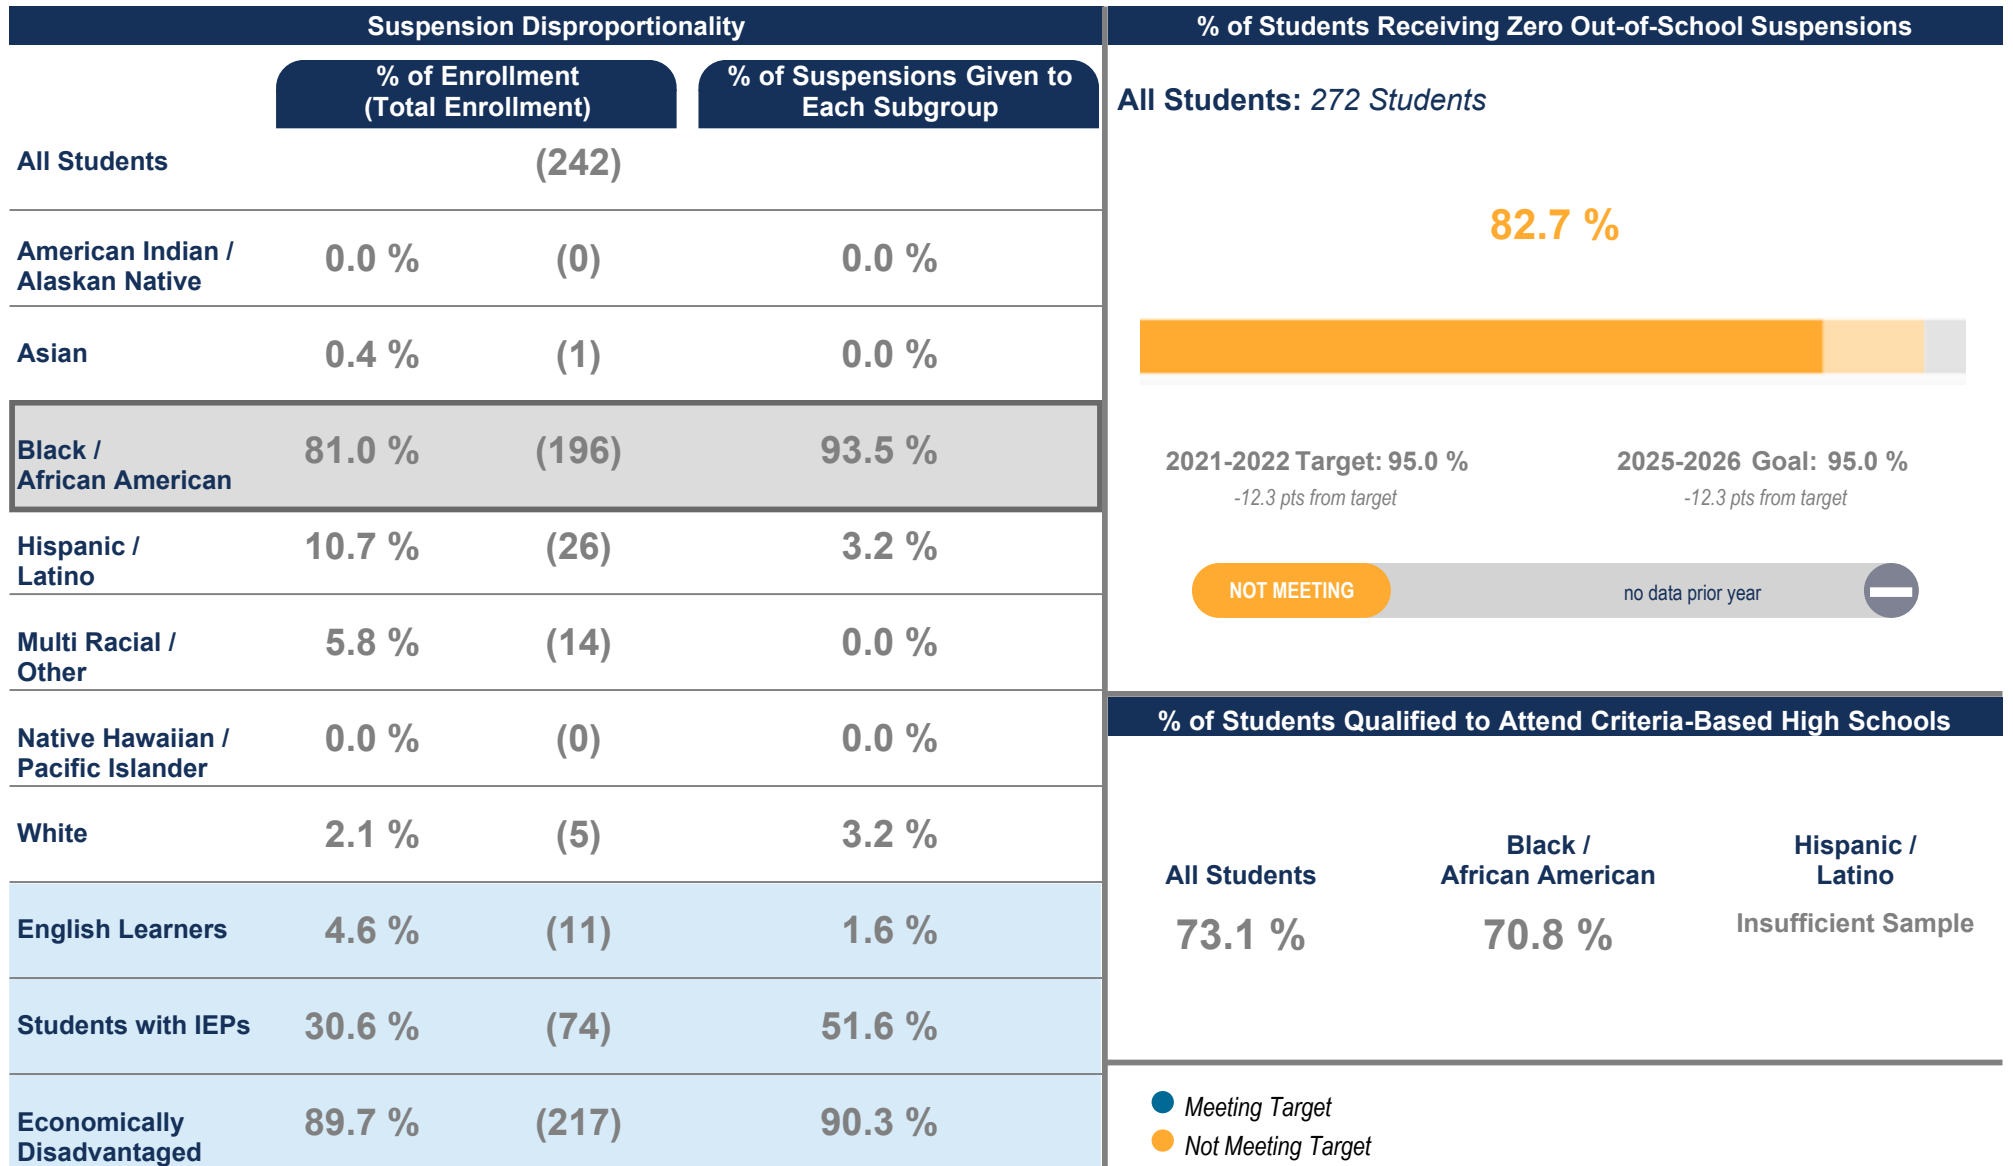 Suspension Disproportionality
% of Enrollment
(Total Enrollment)
% of Suspensions Given to
Each Subgroup
All Students (242)
American Indian /
Alaskan Native
0.0 % (0) 0.0 %
Asian 0.4 % (1) 0.0 %
Black /
African American
81.0 % (196) 93.5 %
Hispanic /
Latino
10.7 % (26) 3.2 %
Multi Racial /
Other
5.8 % (14) 0.0 %
Native Hawaiian /
Pacific Islander
0.0 % (0) 0.0 %
White 2.1 % (5) 3.2 %
English Learners 4.6 % (11) 1.6 %
Students with IEPs 30.6 % (74) 51.6 %
Economically
Disadvantaged
89.7 % (217) 90.3 %
% of Students Receiving Zero Out-of-School Suspensions
All Students: 272 Students
82.7 %
2021-2022 Target: 95.0 %
-12.3 pts from target
2025-2026 Goal: 95.0 %
-12.3 pts from target
NOT MEETING
no data prior year
% of Students Qualified to Attend Criteria-Based High Schools
All Students
73.1 %
Black /
African American
70.8 %
Hispanic /
Latino
Insufficient Sample
Meeting Target
Not Meeting Target